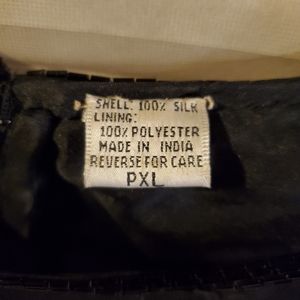 SHELL: 100% SILK
LINING:
100% POLYESTER
MADE IN INDIA
REVERSE FOR CARE
PXL